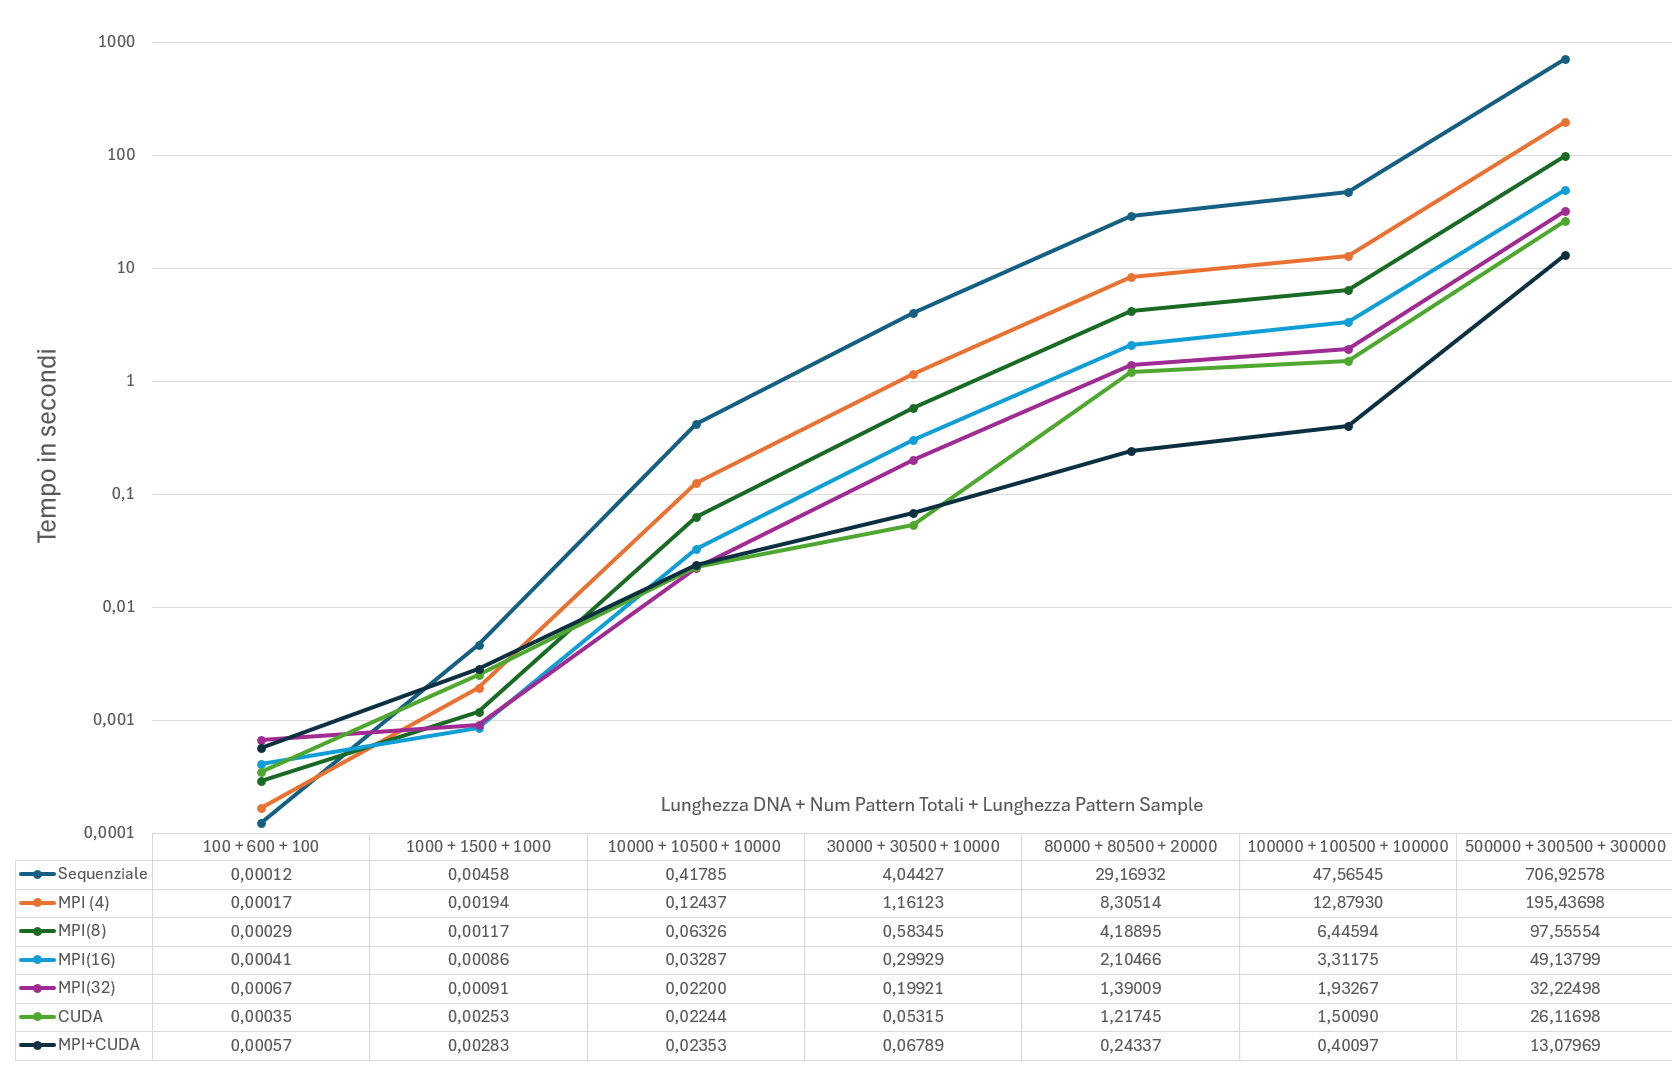 1000
100
10
1
0,1
0,01
0,001
0,0001
Tempo in secondi
Lunghezza DNA + Num Pattern Totali + Lunghezza Pattern Sample
100 + 600 + 100 1000 + 1500 + 1000 10000 + 10500 + 10000 30000 + 30500 + 10000 80000 + 80500 + 20000 100000 + 100500 + 100000 500000 + 300500 + 300000
Sequenziale 0,00012 0,00458 0,41785 4,04427 29,16932 47,56545 706,92578
MPI (4) 0,00017 0,00194 0,12437 1,16123 8,30514 12,87930 195,43698
MPI(8) 0,00029 0,00117 0,06326 0,58345 4,18895 6,44594 97,55554
MPI(16) 0,00041 0,00086 0,03287 0,29929 2,10466 3,31175 49,13799
MPI(32) 0,00067 0,00091 0,02200 0,19921 1,39009 1,93267 32,22498
CUDA 0,00035 0,00253 0,02244 0,05315 1,21745 1,50090 26,11698
MPI+CUDA 0,00057 0,00283 0,02353 0,06789 0,24337 0,40097 13,07969